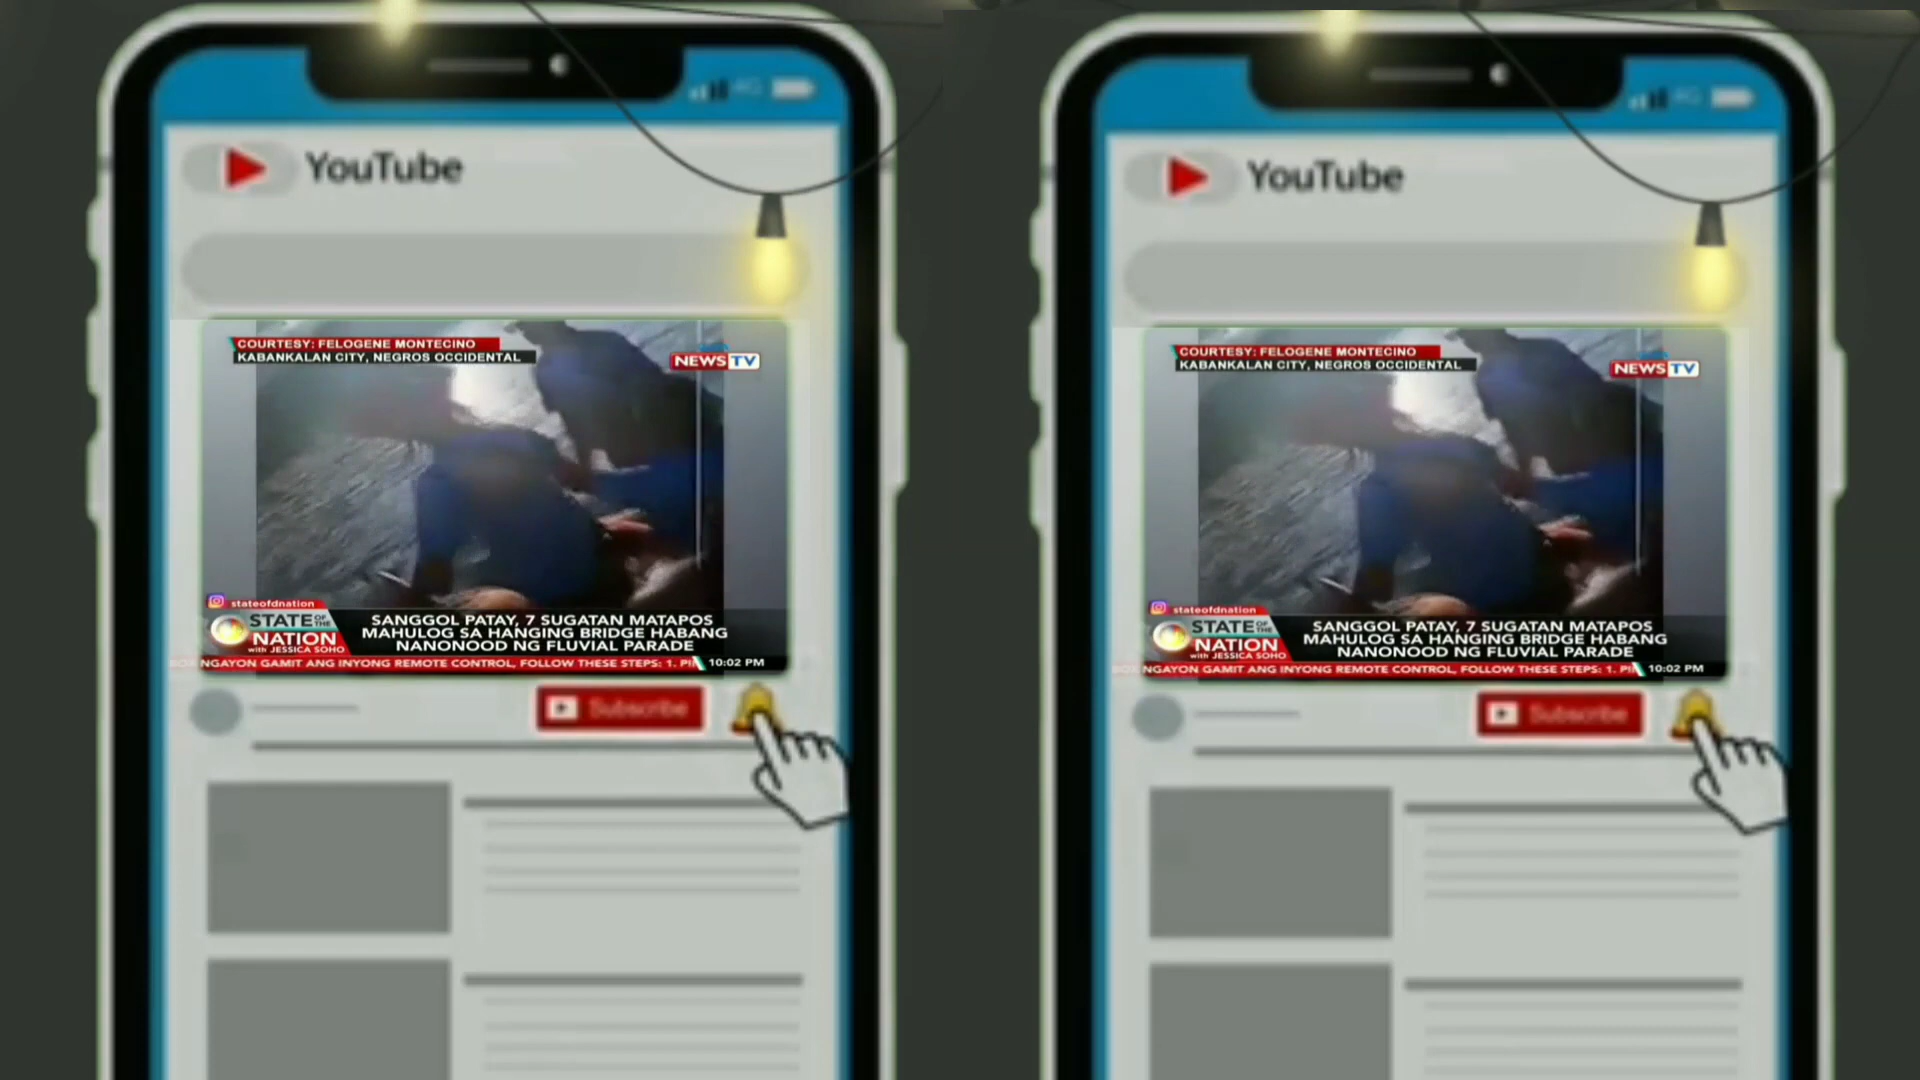 4G
YouTube
COURTESY: FELOGENE MONTECINO
KABANKALAN CITY, NEGROS OCCIDENTAL
NEWS TV
stateofdnation
STATE OF THE
NATION
with JESSICA SOHO
SANGGOL PATAY, 7 SUGATAN MATAPOS
MAHULOG SA HANGING BRIDGE HABANG
NANONOOD NG FLUVIAL PARADE
NGAYON GAMIT ANG INYONG REMOTE CONTROL, FOLLOW THESE STEPS: 1. 10:02 PM
Subscribe
4G
YouTube
COURTESY: FELOGENE MONTECINO
KABANKALAN CITY, NEGROS OCCIDENTAL
NEWS TV
stateofdnation
STATE OF THE
NATION
with JESSICA SOHO
SANGGOL PATAY, 7 SUGATAN MATAPOS
MAHULOG SA HANGING BRIDGE HABANG
NANONOOD NG FLUVIAL PARADE
NGAYON GAMIT ANG INYONG REMOTE CONTROL, FOLLOW THESE STEPS: 1. 10:02 PM
Subscribe